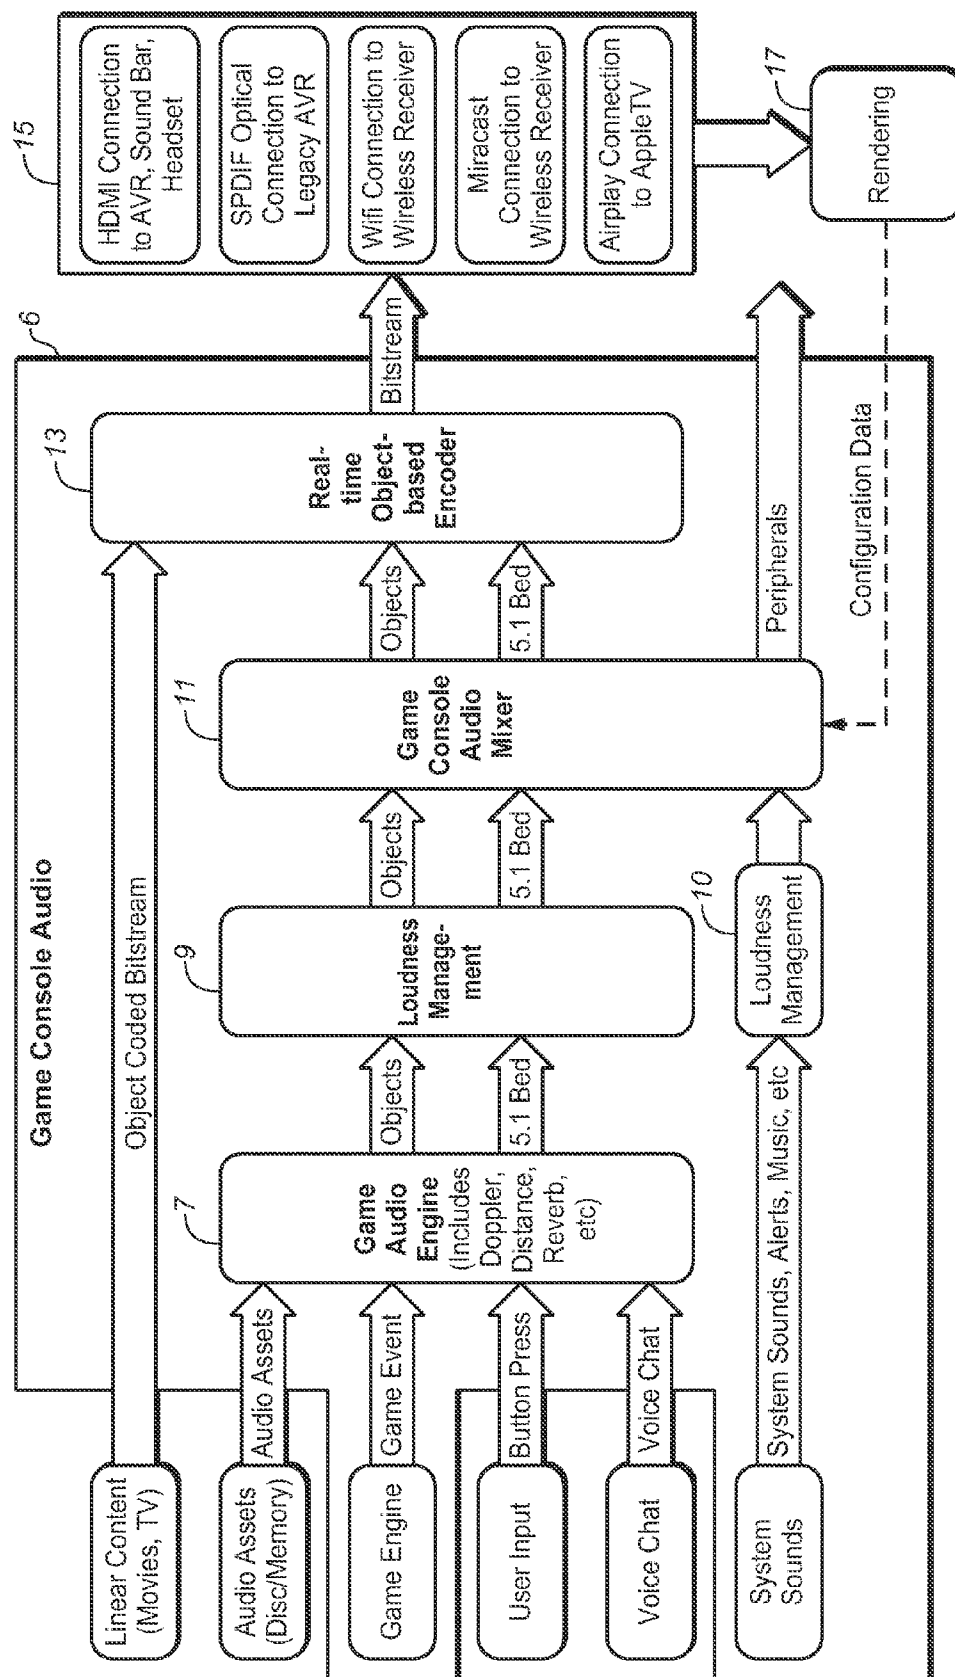 Game Console Audio
6
Linear Content
(Movies, TV)
Object Coded Bitstream
Audio Assets
(Disc/Memory)
Audio Assets
Game Engine
Game Event
User Input
Button Press
Voice Chat
Voice Chat
System
Sounds
System Sounds, Alerts, Music, etc
7
Game
Audio
Engine
(Includes
Doppler,
Distance,
Reverb,
etc)
Objects
5.1 Bed
9
Loudness
Manage-
ment
10
Loudness
Management
Objects
5.1 Bed
11
Game
Console
Audio
Mixer
Objects
5.1 Bed
Peripherals
Configuration Data
13
Real-
time
Object-
based
Encoder
Bitstream
15
HDMI Connection
to AVR, Sound Bar,
Headset
SPDIF Optical
Connection to
Legacy AVR
Wifi Connection to
Wireless Receiver
Miracast
Connection to
Wireless Receiver
Airplay Connection
to AppleTV
17
Rendering